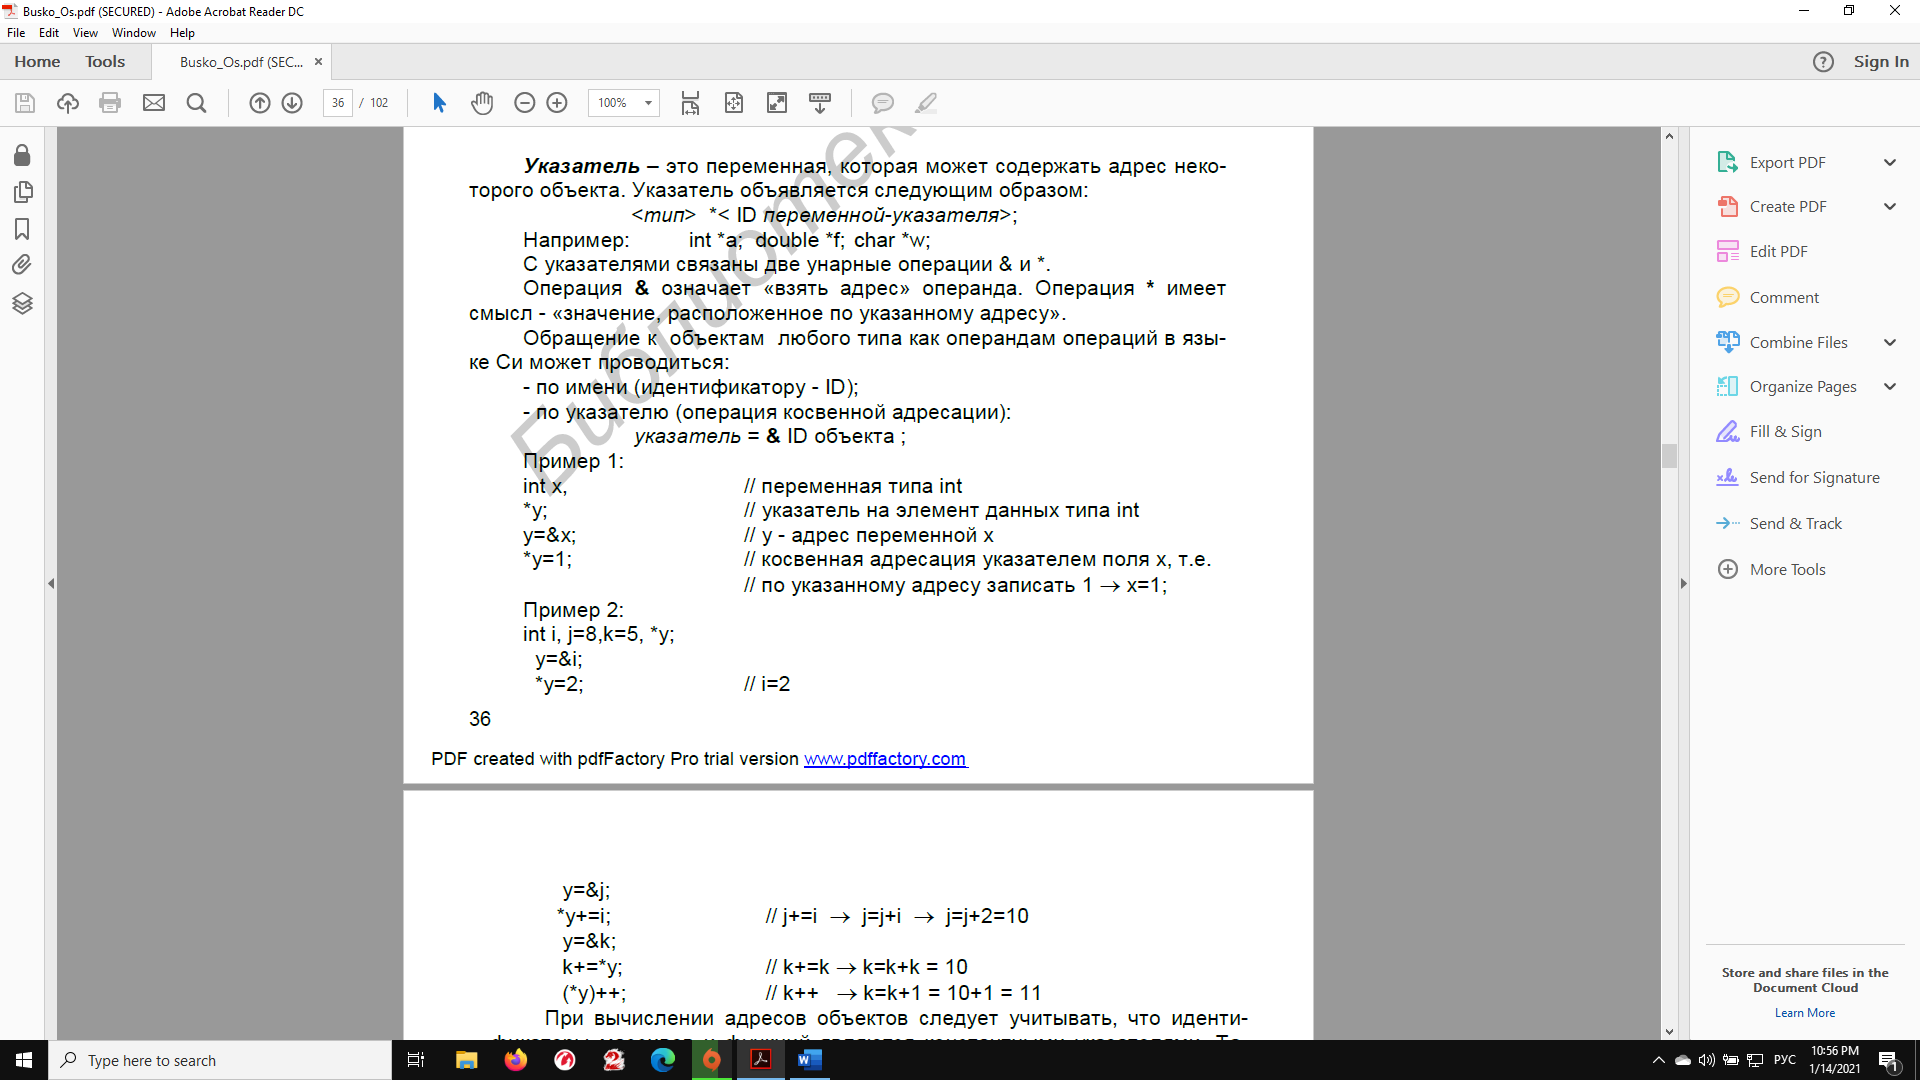 Busko_Os.pdf (SECURED) - Adobe Acrobat Reader DC
File Edit View Window Help
Home Tools Busko_Os.pdf (SEC... × Sign In
36 / 102 100%
Библиотек
Указатель – это переменная, которая может содержать адрес неко-
торого объекта. Указатель объявляется следующим образом:
<тип> *< ID переменной-указателя>;
Например: int *a; double *f; char *w;
С указателями связаны две унарные операции & и *.
Операция & означает «взять адрес» операнда. Операция * имеет
смысл - «значение, расположенное по указанному адресу».
Обращение к объектам любого типа как операндам операций в язы-
ке Си может проводиться:
- по имени (идентификатору - ID);
- по указателю (операция косвенной адресации):
указатель = & ID объекта ;
Пример 1:
int x, // переменная типа int
*y; // указатель на элемент данных типа int
y=&x; // y - адрес переменной x
*y=1; // косвенная адресация указателем поля x, т.е.
// по указанному адресу записать 1 → x=1;
Пример 2:
int i, j=8,k=5, *y;
y=&i;
*y=2; // i=2
36
PDF created with pdfFactory Pro trial version www.pdffactory.com
y=&j;
*y+=i; // j+=i → j=j+i → j=j+2=10
y=&k;
k+=*y; // k+=k → k=k+k = 10
(*y)++; // k++ → k=k+1 = 10+1 = 11
При вычислении адресов объектов следует учитывать, что иденти-
Export PDF
Create PDF
Edit PDF
Comment
Combine Files
Organize Pages
Fill & Sign
Send for Signature
Send & Track
More Tools
Store and share files in the
Document Cloud
Learn More
Type here to search
РУС
10:56 PM
1/14/2021
1